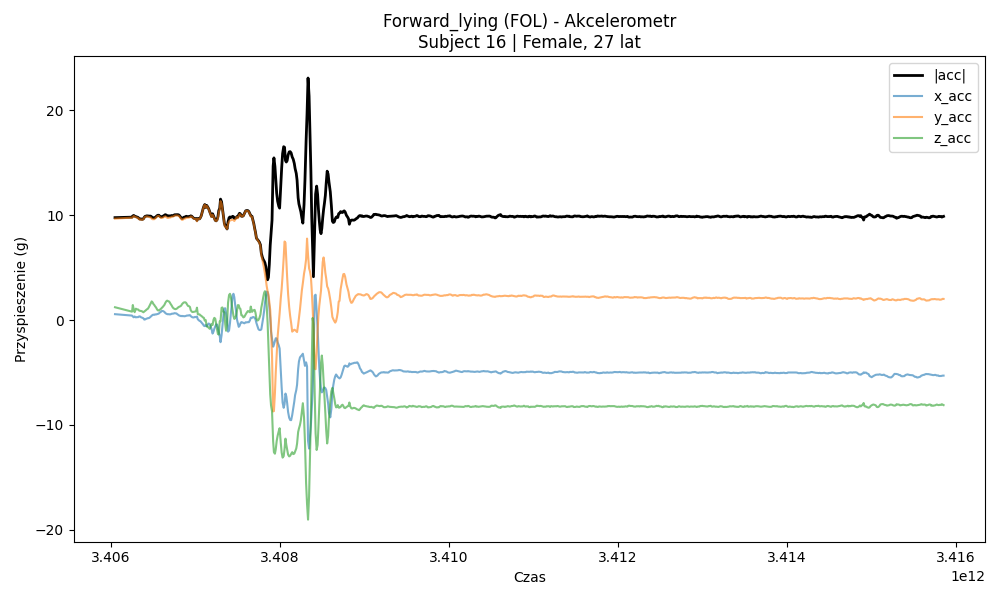 Forward_lying (FOL) - Akcelerometr
Subject 16 | Female, 27 lat
|acc|
x_acc
y_acc
z_acc
Przyspieszenie (g)
20
10
0
−10
−20
3.406 3.408 3.410 3.412 3.414 3.416
1e12
Czas